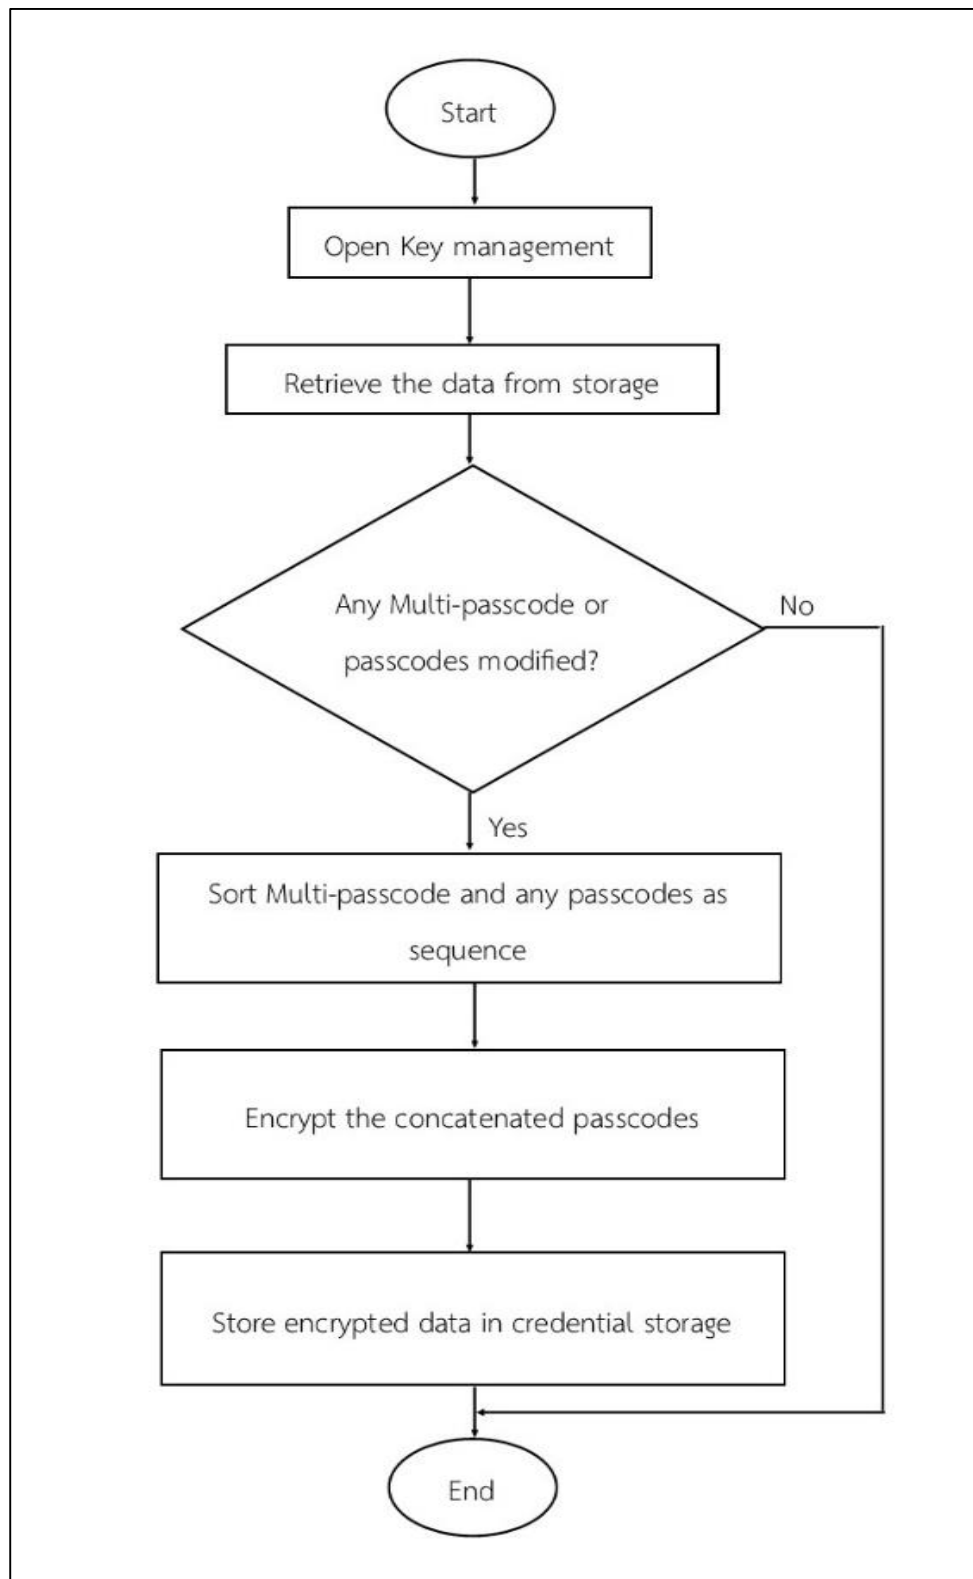 Start
Open Key management
Retrieve the data from storage
Any Multi-passcode or
passcodes modified?
No
Yes
Sort Multi-passcode and any passcodes as
sequence
Encrypt the concatenated passcodes
Store encrypted data in credential storage
End